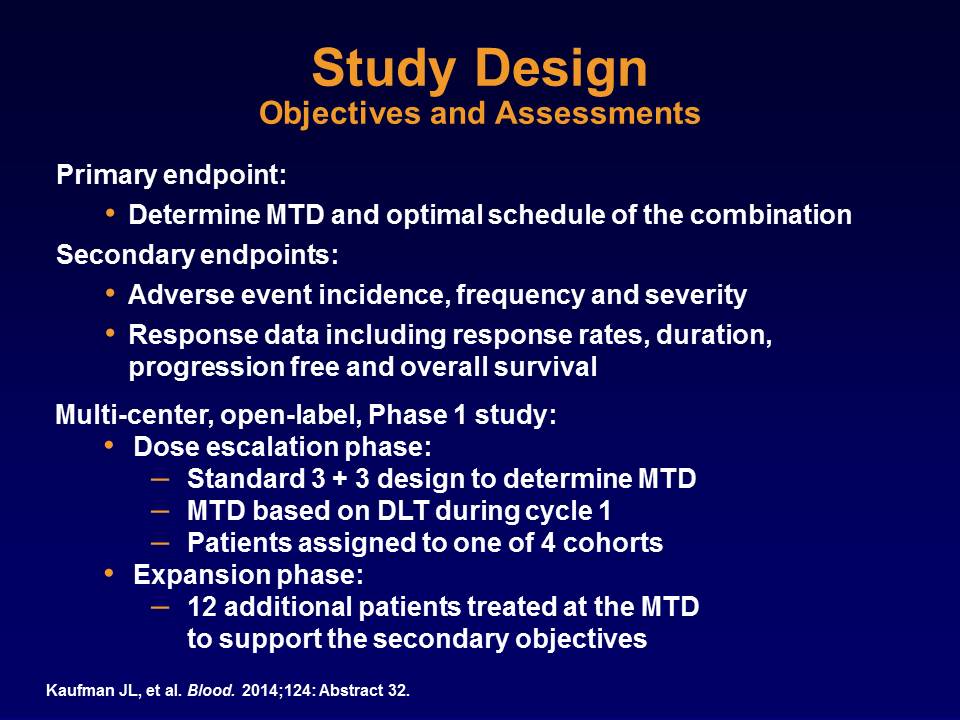 Study Design
Objectives and Assessments
Primary endpoint:
• Determine MTD and optimal schedule of the combination
Secondary endpoints:
• Adverse event incidence, frequency and severity
• Response data including response rates, duration,
progression free and overall survival
Multi-center, open-label, Phase 1 study:
• Dose escalation phase:
– Standard 3 + 3 design to determine MTD
– MTD based on DLT during cycle 1
– Patients assigned to one of 4 cohorts
• Expansion phase:
– 12 additional patients treated at the MTD
to support the secondary objectives
Kaufman JL, et al. Blood. 2014;124: Abstract 32.